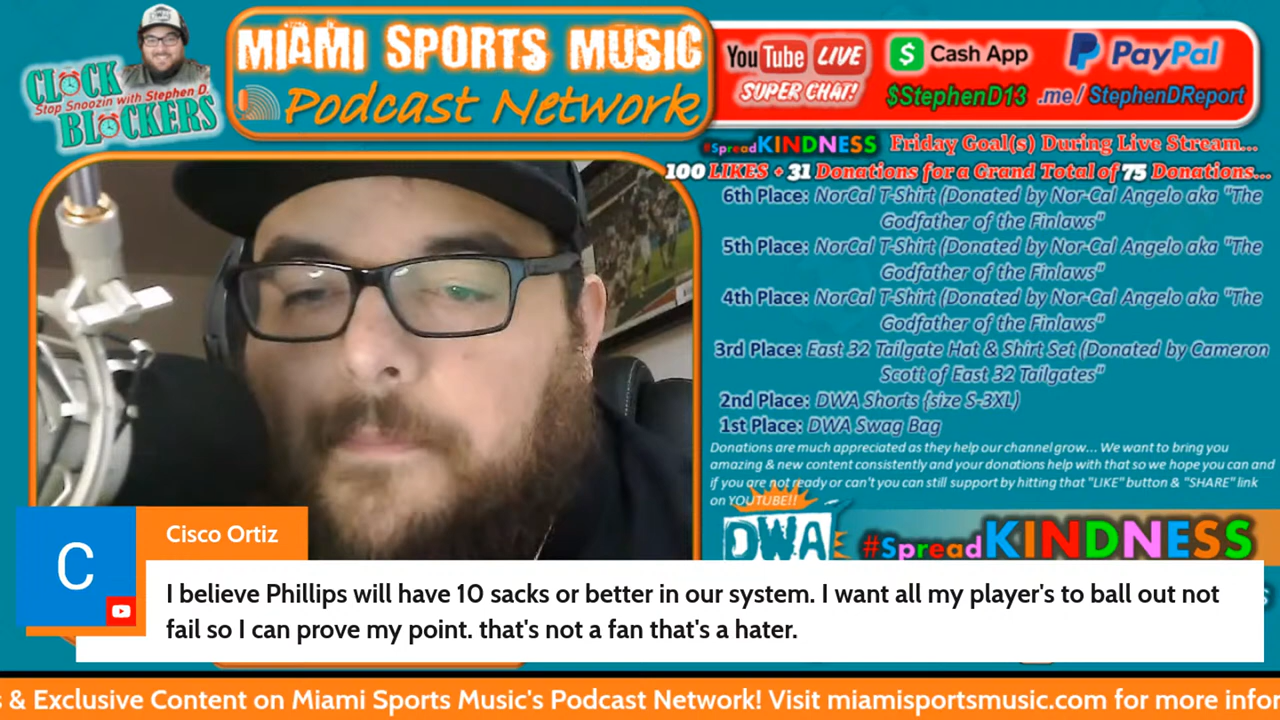 DWA
CLOCK
Stop Snoozin with Stephen D.
BLOCKERS
MIAMI SPORTS MUSIC
Podcast Network
YouTube LIVE
SUPER CHAT!
$ Cash App
$StephenD13
PayPal
.me/StephenDReport
#SpreadKINDNESS Friday Goal(s) During Live Stream...
100 LIKES + 31 Donations for a Grand Total of 75 Donations...
6th Place: NorCal T-Shirt (Donated by Nor-Cal Angelo aka "The
Godfather of the Finlaws"
5th Place: NorCal T-Shirt (Donated by Nor-Cal Angelo aka "The
Godfather of the Finlaws"
4th Place: NorCal T-Shirt (Donated by Nor-Cal Angelo aka "The
Godfather of the Finlaws"
3rd Place: East 32 Tailgate Hat & Shirt Set (Donated by Cameron
Scott of East 32 Tailgates"
2nd Place: DWA Shorts {size S-3XL)
1st Place: DWA Swag Bag
Donations are much appreciated as they help our channel grow... We want to bring you
amazing & new content consistently and your donations help with that so we hope you can and
if you are not ready or can't you can still support by hitting that "LIKE" button & "SHARE" link
on YOUTUBE!!
DWA
#SpreadKINDNESS
C
Cisco Ortiz
I believe Phillips will have 10 sacks or better in our system. I want all my player's to ball out not
fail so I can prove my point. that's not a fan that's a hater.
& Exclusive Content on Miami Sports Music's Podcast Network! Visit miamisportsmusic.com for more